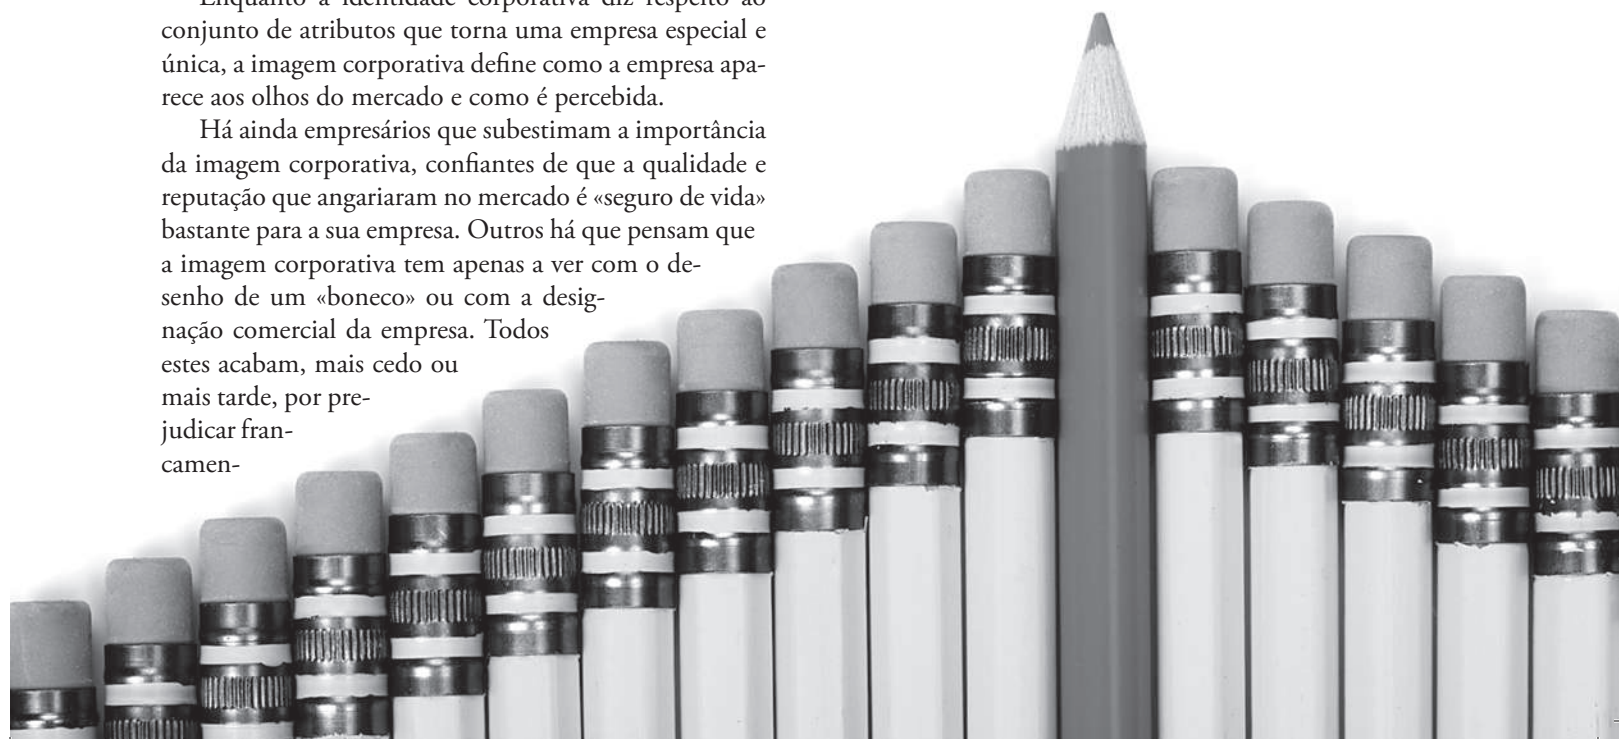 Enquanto a identidade corporativa diz respeito ao
conjunto de atributos que torna uma empresa especial e
única, a imagem corporativa define como a empresa apa-
rece aos olhos do mercado e como é percebida.
Há ainda empresários que subestimam a importância
da imagem corporativa, confiantes de que a qualidade e
reputação que angariaram no mercado é «seguro de vida»
bastante para a sua empresa. Outros há que pensam que
a imagem corporativa tem apenas a ver com o de-
senho de um «boneco» ou com a desig-
nação comercial da empresa. Todos
estes acabam, mais cedo ou
mais tarde, por pre-
judicar fran-
camen-